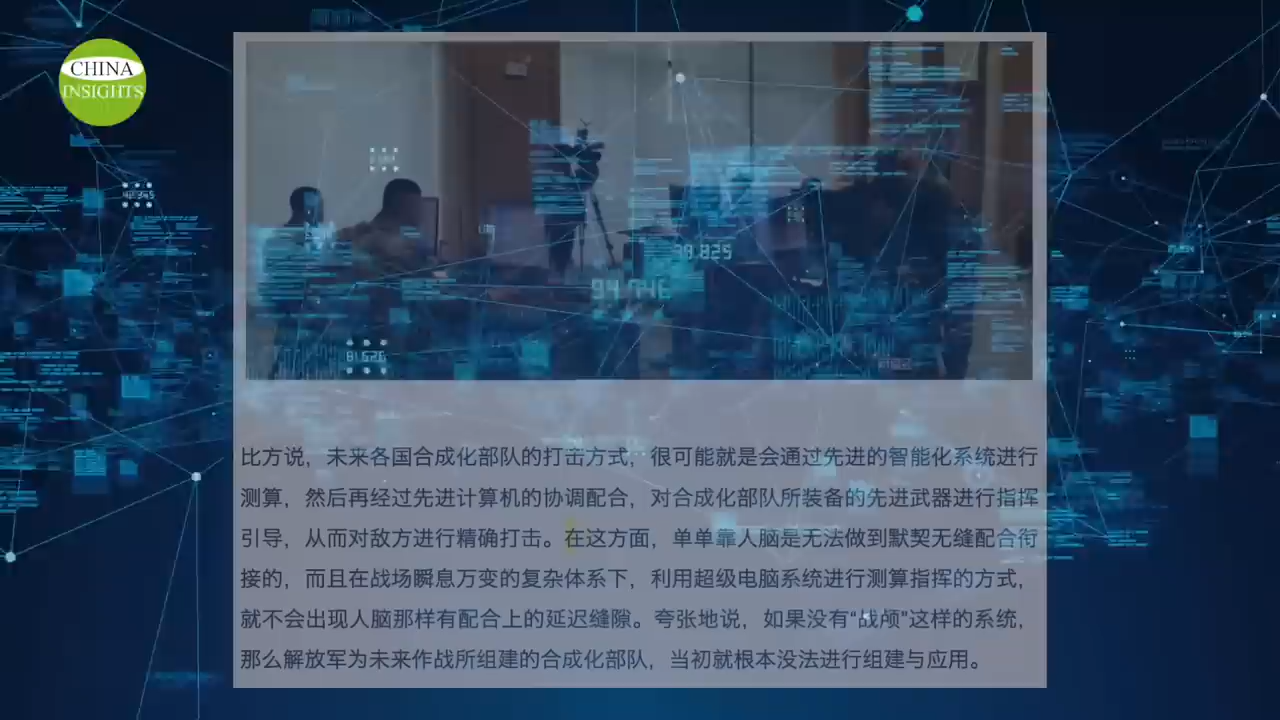 CHINA
INSIGHTS
98.825
94.04E
81.526
比方说，未来各国合成化部队的打击方式，很可能就是会通过先进的智能化系统进行
测算，然后再经过先进计算机的协调配合，对合成化部队所装备的先进武器进行指挥
引导，从而对敌方进行精确打击。在这方面，单单靠人脑是无法做到默契无缝配合衔
接的，而且在战场瞬息万变的复杂体系下，利用超级电脑系统进行测算指挥的方式，
就不会出现人脑那样有配合上的延迟缝隙。夸张地说，如果没有“战颅”这样的系统，
那么解放军为未来作战所组建的合成化部队，当初就根本没法进行组建与应用。